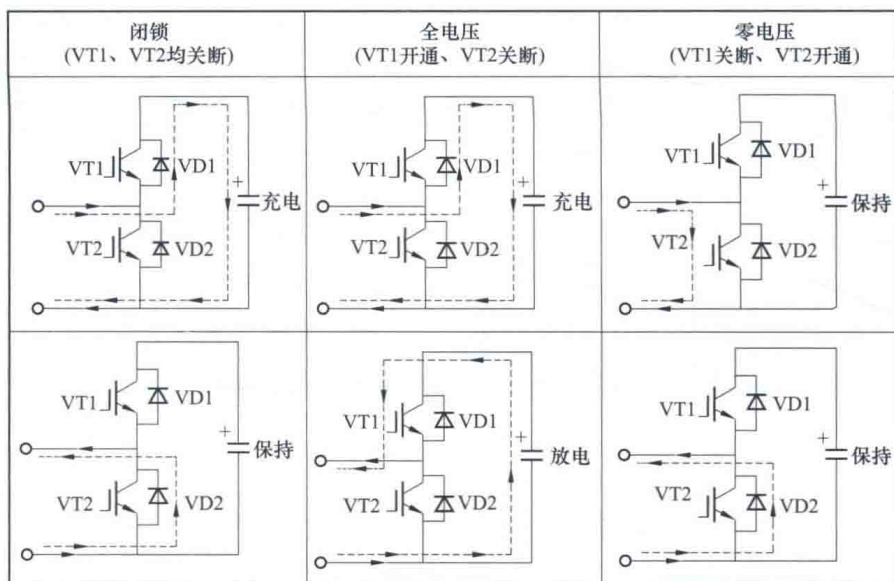 闭锁
(VT1、VT2均关断)
全电压
(VT1开通、VT2关断)
零电压
(VT1关断、VT2开通)
VT1
VD1
+
充电
VT2
VD2
VT1
VD1
+
充电
VT2
VD2
VT1
VD1
+
保持
VT2
VD2
VT1
VD1
+
保持
VT2
VD2
VT1
VD1
+
放电
VT2
VD2
VT1
VD1
+
保持
VT2
VD2